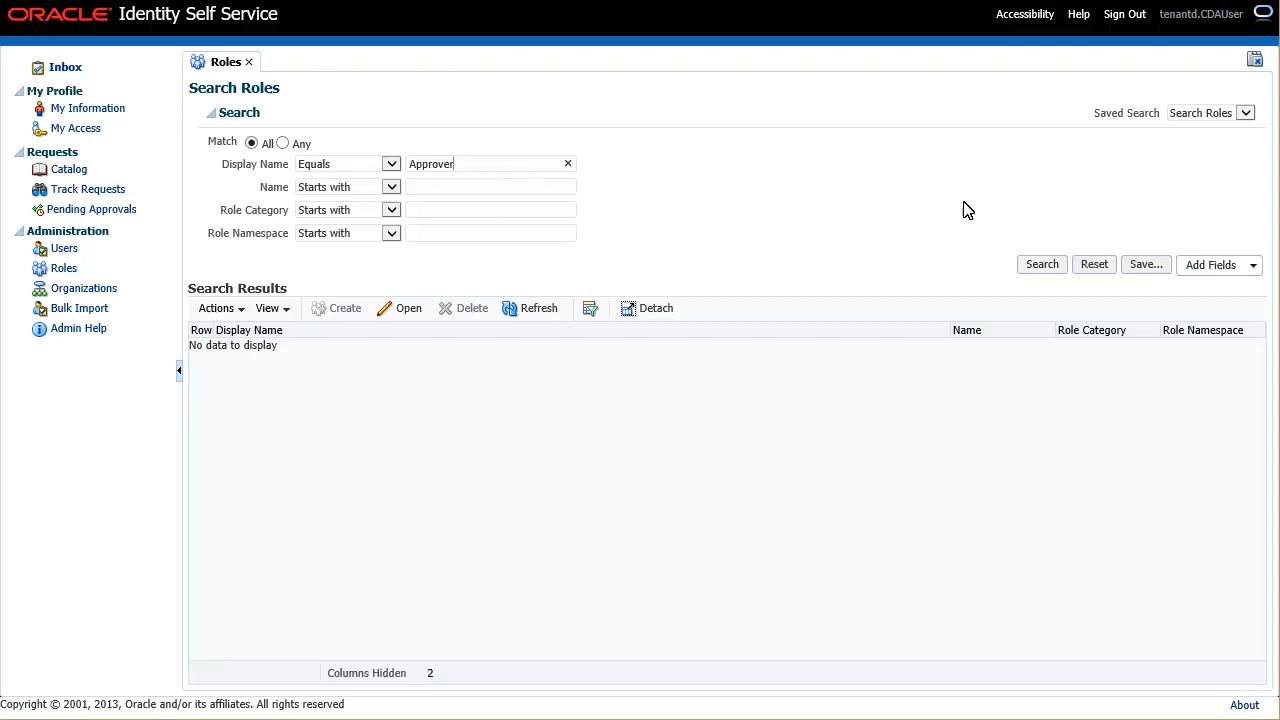 ORACLE Identity Self Service
Accessibility Help Sign Out tenantd.CDAUser
Inbox
My Profile
My Information
My Access
Requests
Catalog
Track Requests
Pending Approvals
Administration
Users
Roles
Organizations
Bulk Import
Admin Help
Roles
Search Roles
Search
Saved Search Search Roles
Match All Any
Display Name Equals Approver
Name Starts with
Role Category Starts with
Role Namespace Starts with
Search Reset Save... Add Fields
Search Results
Actions View Create Open Delete Refresh Detach
Row Display Name Name Role Category Role Namespace
No data to display
Columns Hidden 2
Copyright © 2001, 2013, Oracle and/or its affiliates. All rights reserved
About